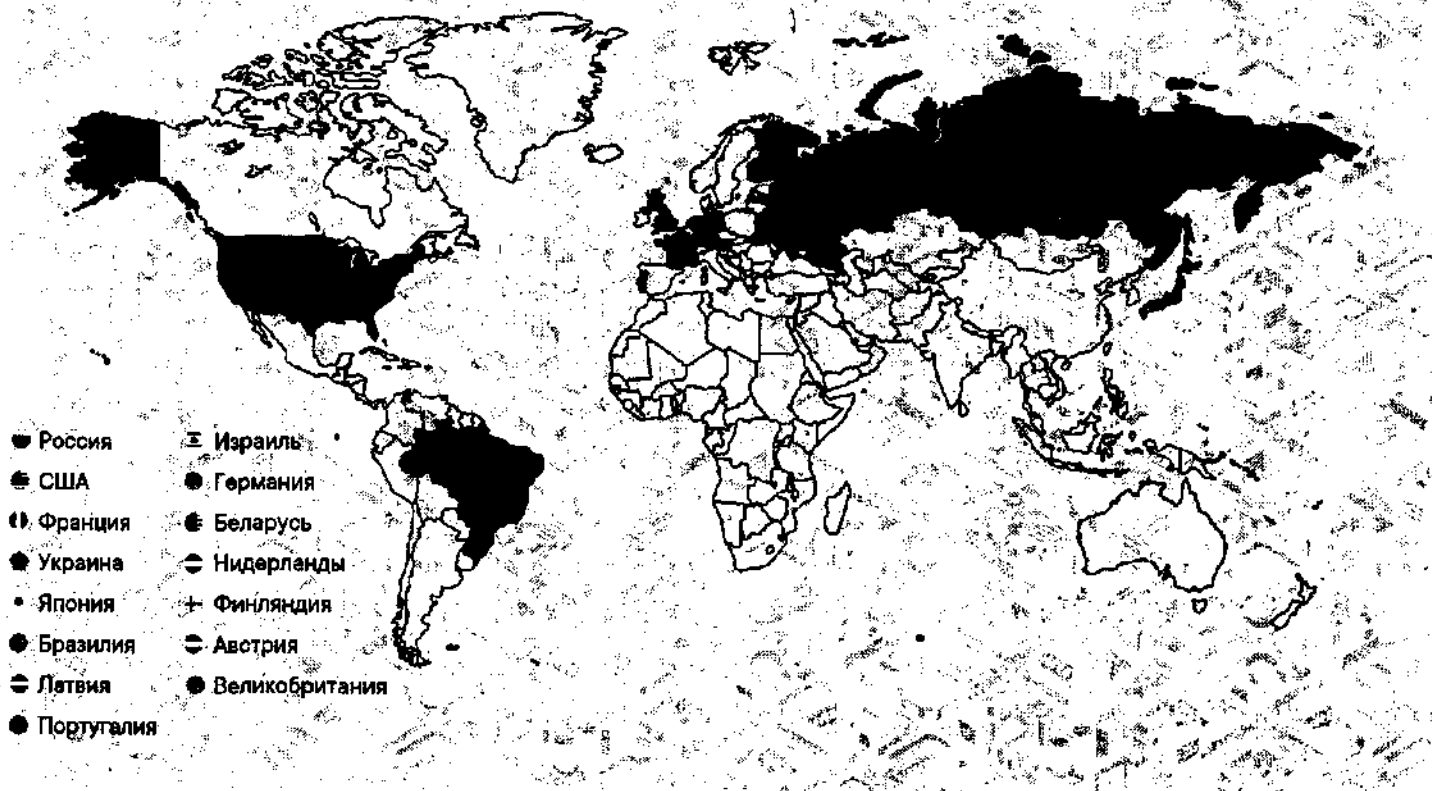 Россия
США
Франция
Украина
Япония
Бразилия
Латвия
Португалия
Израиль
Германия
Беларусь
Нидерланды
Финляндия
Австрия
Великобритания